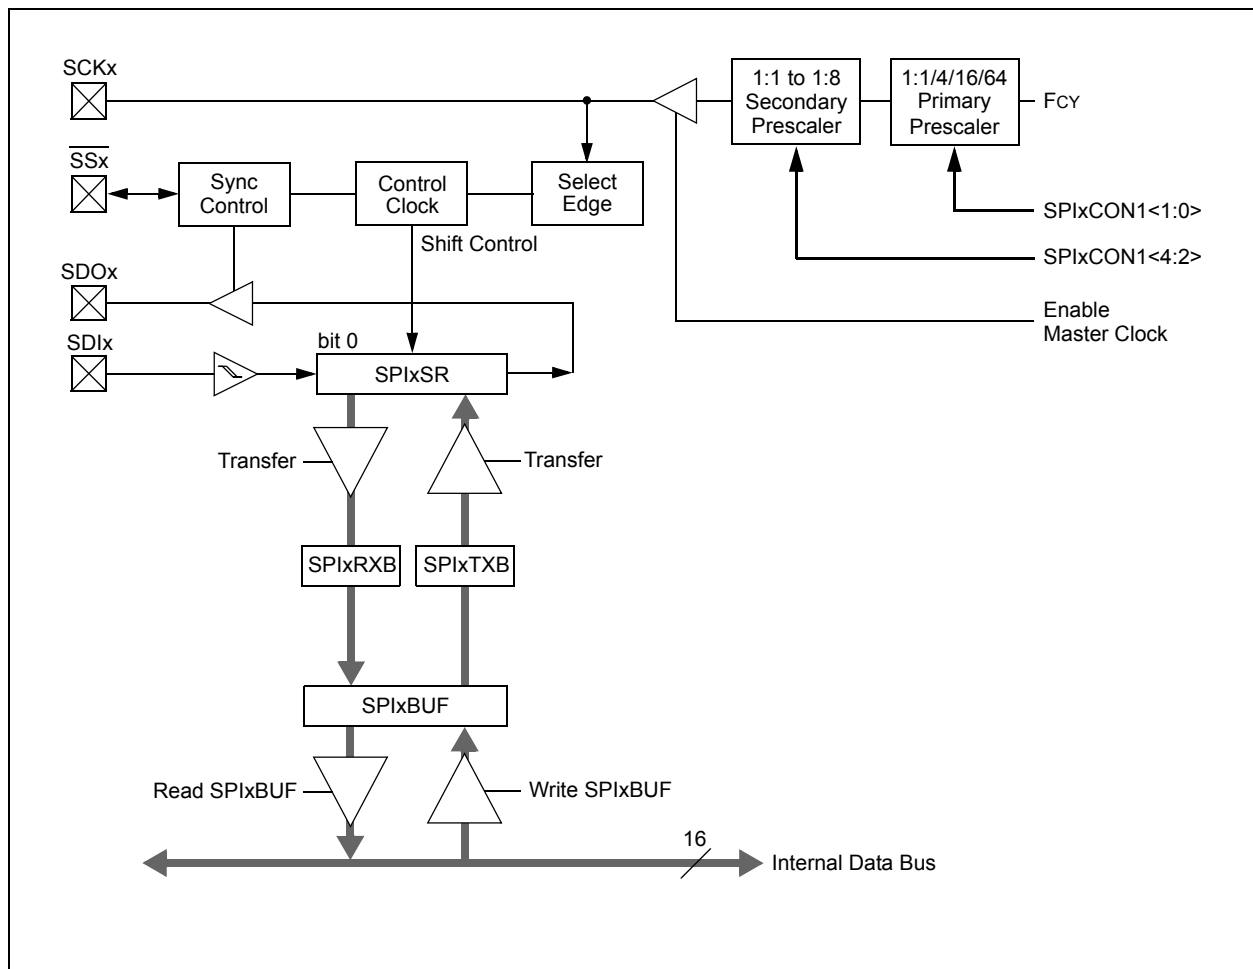 SCKx
1:1 to 1:8
Secondary
Prescaler
1:1/4/16/64
Primary
Prescaler
FCY
SSx
Sync
Control
Control
Clock
Select
Edge
SPIxCON1<1:0>
Shift Control
SPIxCON1<4:2>
SDOx
Enable
Master Clock
SDIx
bit 0
SPIxSR
Transfer
Transfer
SPIxRXB
SPIxTXB
SPIxBUF
Read SPIxBUF
Write SPIxBUF
16
Internal Data Bus